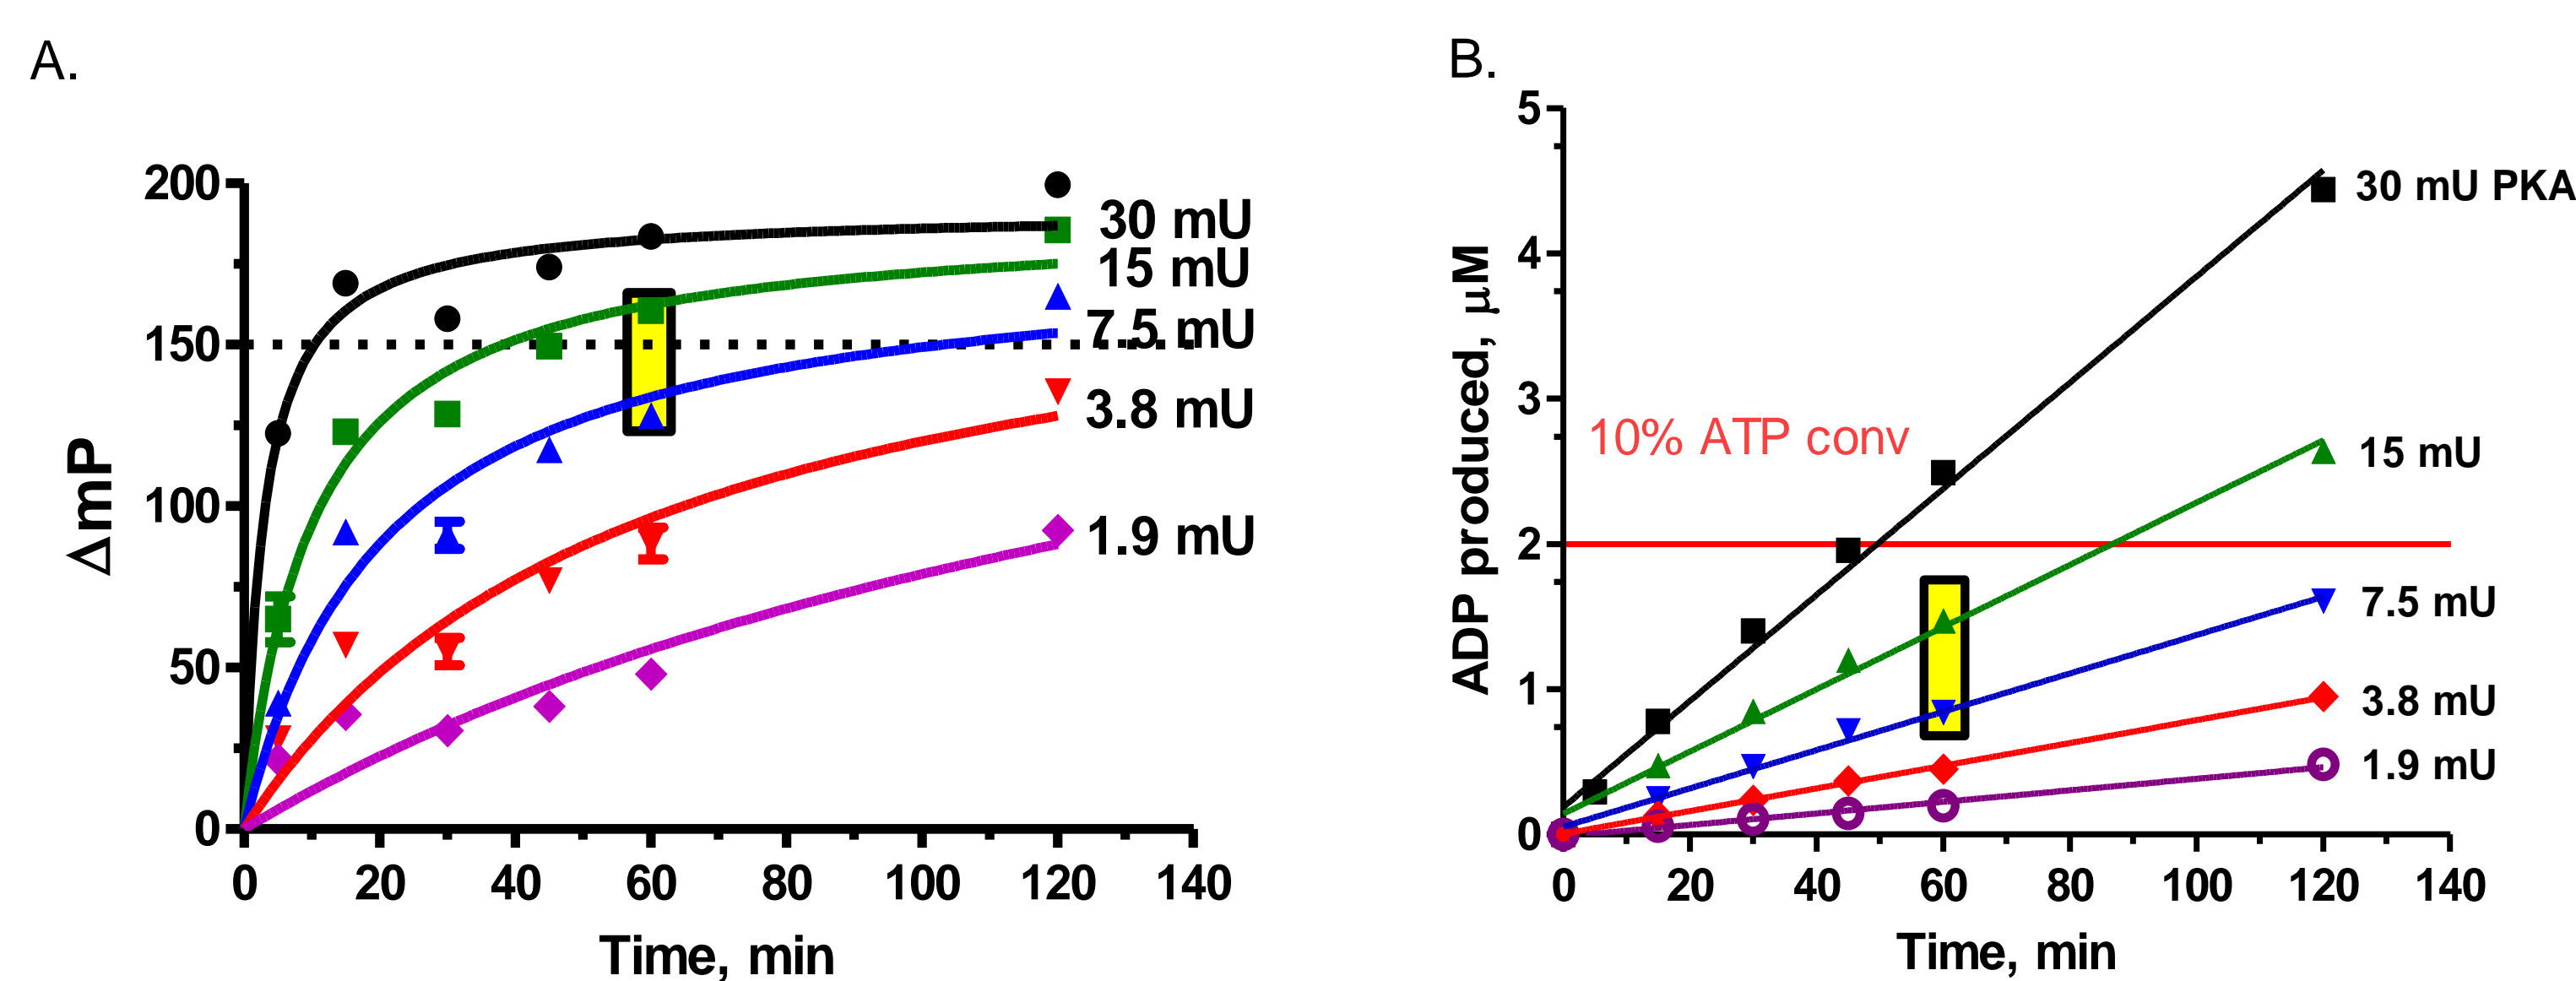 A.
200
150
100
50
0
0 20 40 60 80 100 120 140
ΔmP
Time, min
30 mU
15 mU
7.5 mU
3.8 mU
1.9 mU
B.
5
4
3
2
1
0
0 20 40 60 80 100 120 140
ADP produced, μM
Time, min
10% ATP conv
30 mU PKA
15 mU
7.5 mU
3.8 mU
1.9 mU